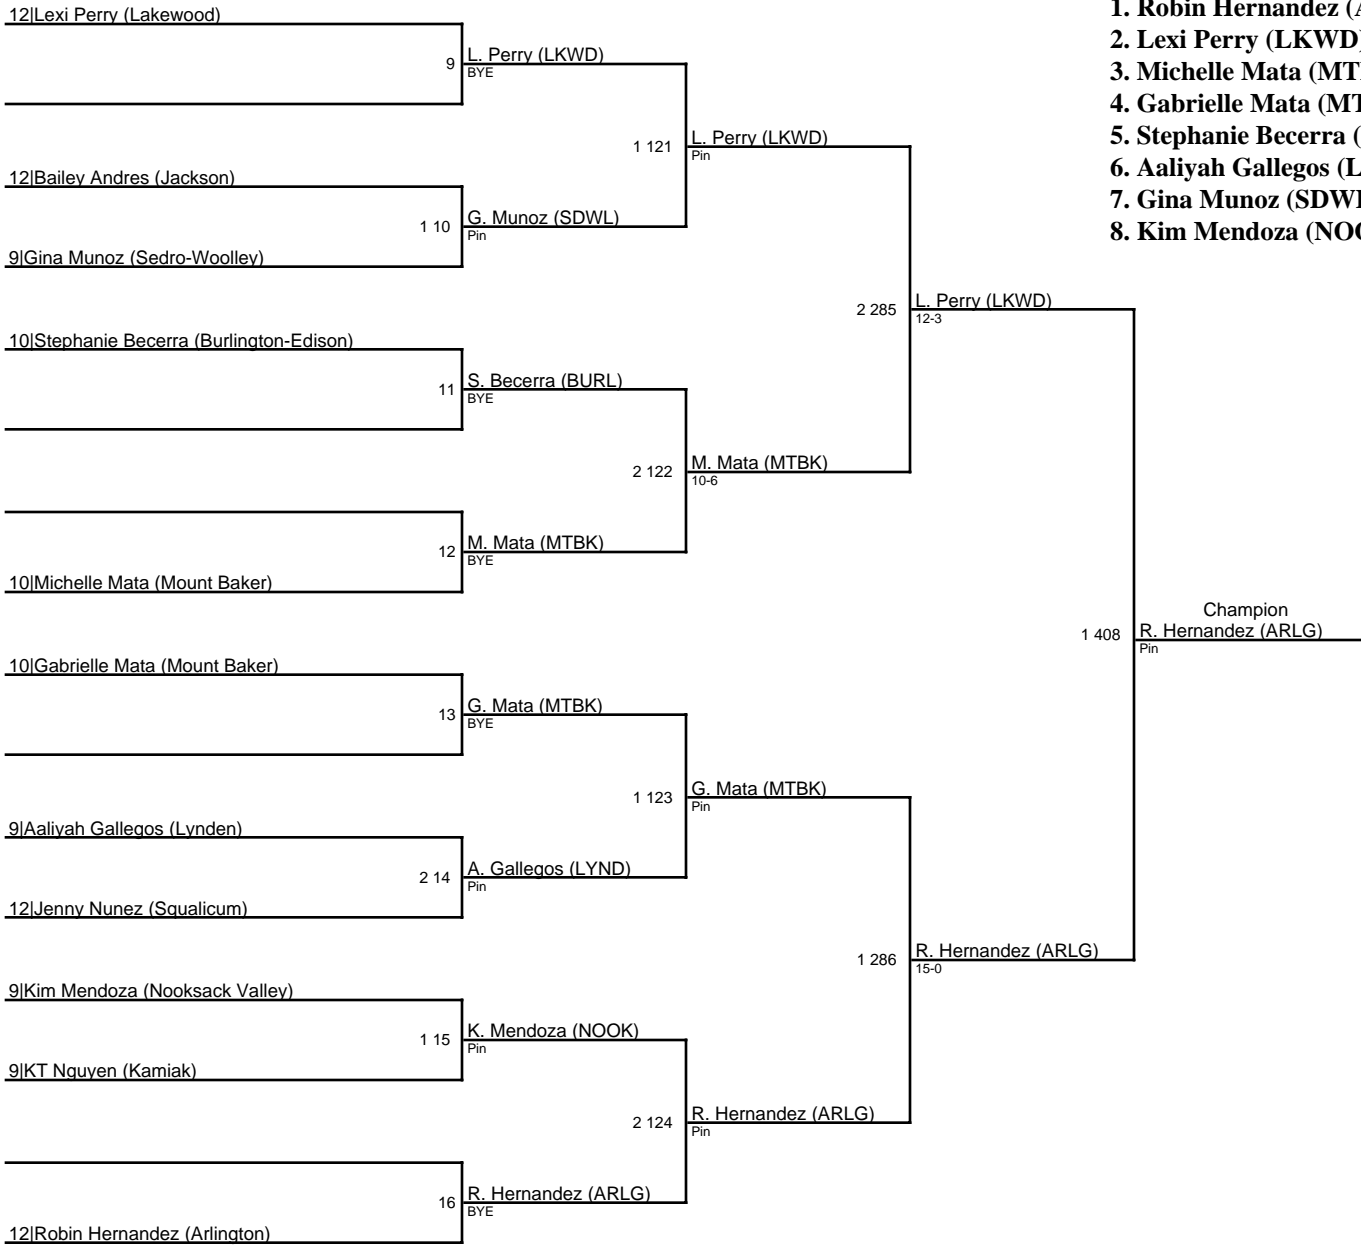 12|Lexi Perry (Lakewood)
9
L. Perry (LKWD)
BYE
1 121
L. Perry (LKWD)
Pin
12|Bailey Andres (Jackson)
1 10
G. Munoz (SDWL)
Pin
9|Gina Munoz (Sedro-Woolley)
2 285
L. Perry (LKWD)
12-3
10|Stephanie Becerra (Burlington-Edison)
11
S. Becerra (BURL)
BYE
2 122
M. Mata (MTBK)
10-6
12
M. Mata (MTBK)
BYE
10|Michelle Mata (Mount Baker)
Champion
1 408
R. Hernandez (ARLG)
Pin
10|Gabrielle Mata (Mount Baker)
13
G. Mata (MTBK)
BYE
1 123
G. Mata (MTBK)
Pin
9|Aaliyah Gallegos (Lynden)
2 14
A. Gallegos (LYND)
Pin
12|Jenny Nunez (Squalicum)
1 286
R. Hernandez (ARLG)
15-0
9|Kim Mendoza (Nooksack Valley)
1 15
K. Mendoza (NOOK)
Pin
9|KT Nguyen (Kamiak)
2 124
R. Hernandez (ARLG)
Pin
16
R. Hernandez (ARLG)
BYE
12|Robin Hernandez (Arlington)
1. Robin Hernandez (
2. Lexi Perry (LKWD
3. Michelle Mata (MT
4. Gabrielle Mata (MT
5. Stephanie Becerra (
6. Aaliyah Gallegos (L
7. Gina Munoz (SDW
8. Kim Mendoza (NOO